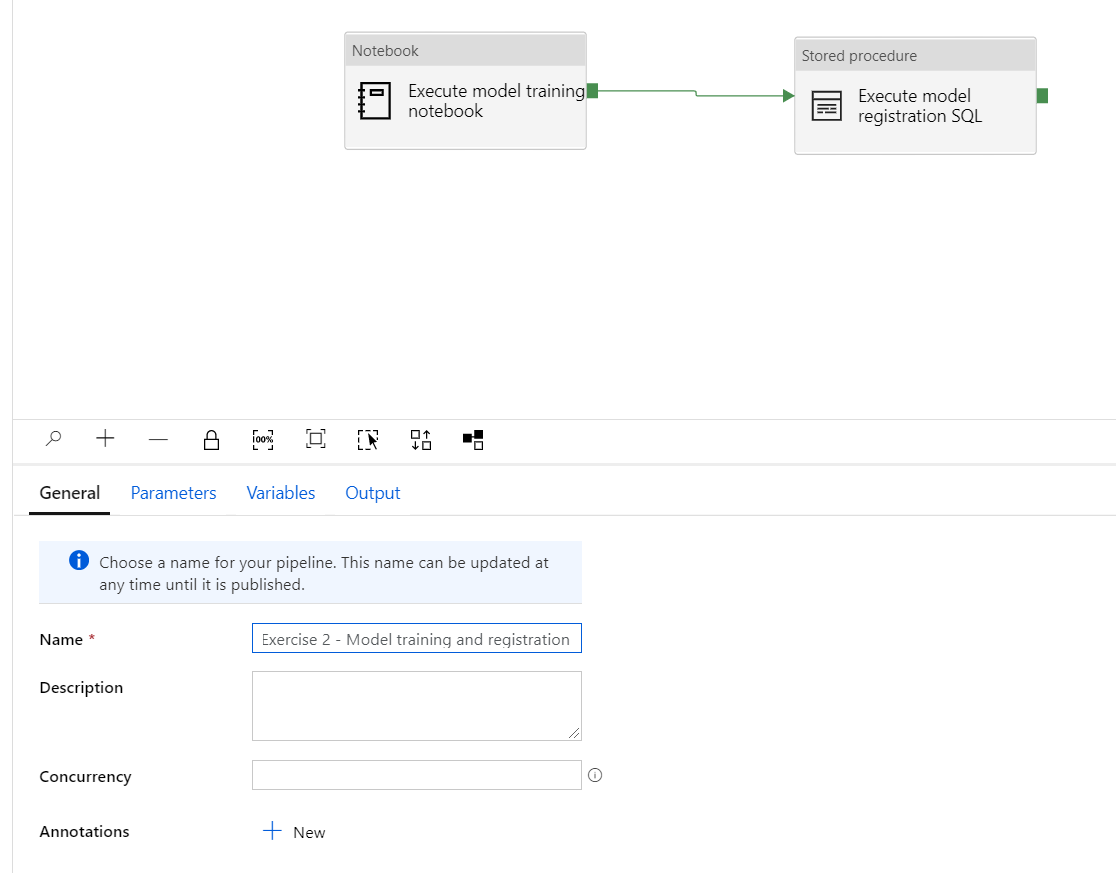 Notebook
Execute model training
notebook
Stored procedure
Execute model
registration SQL
100%
General
Parameters
Variables
Output
Choose a name for your pipeline. This name can be updated at
any time until it is published.
Name *
Exercise 2 - Model training and registration
Description
Concurrency
Annotations
New